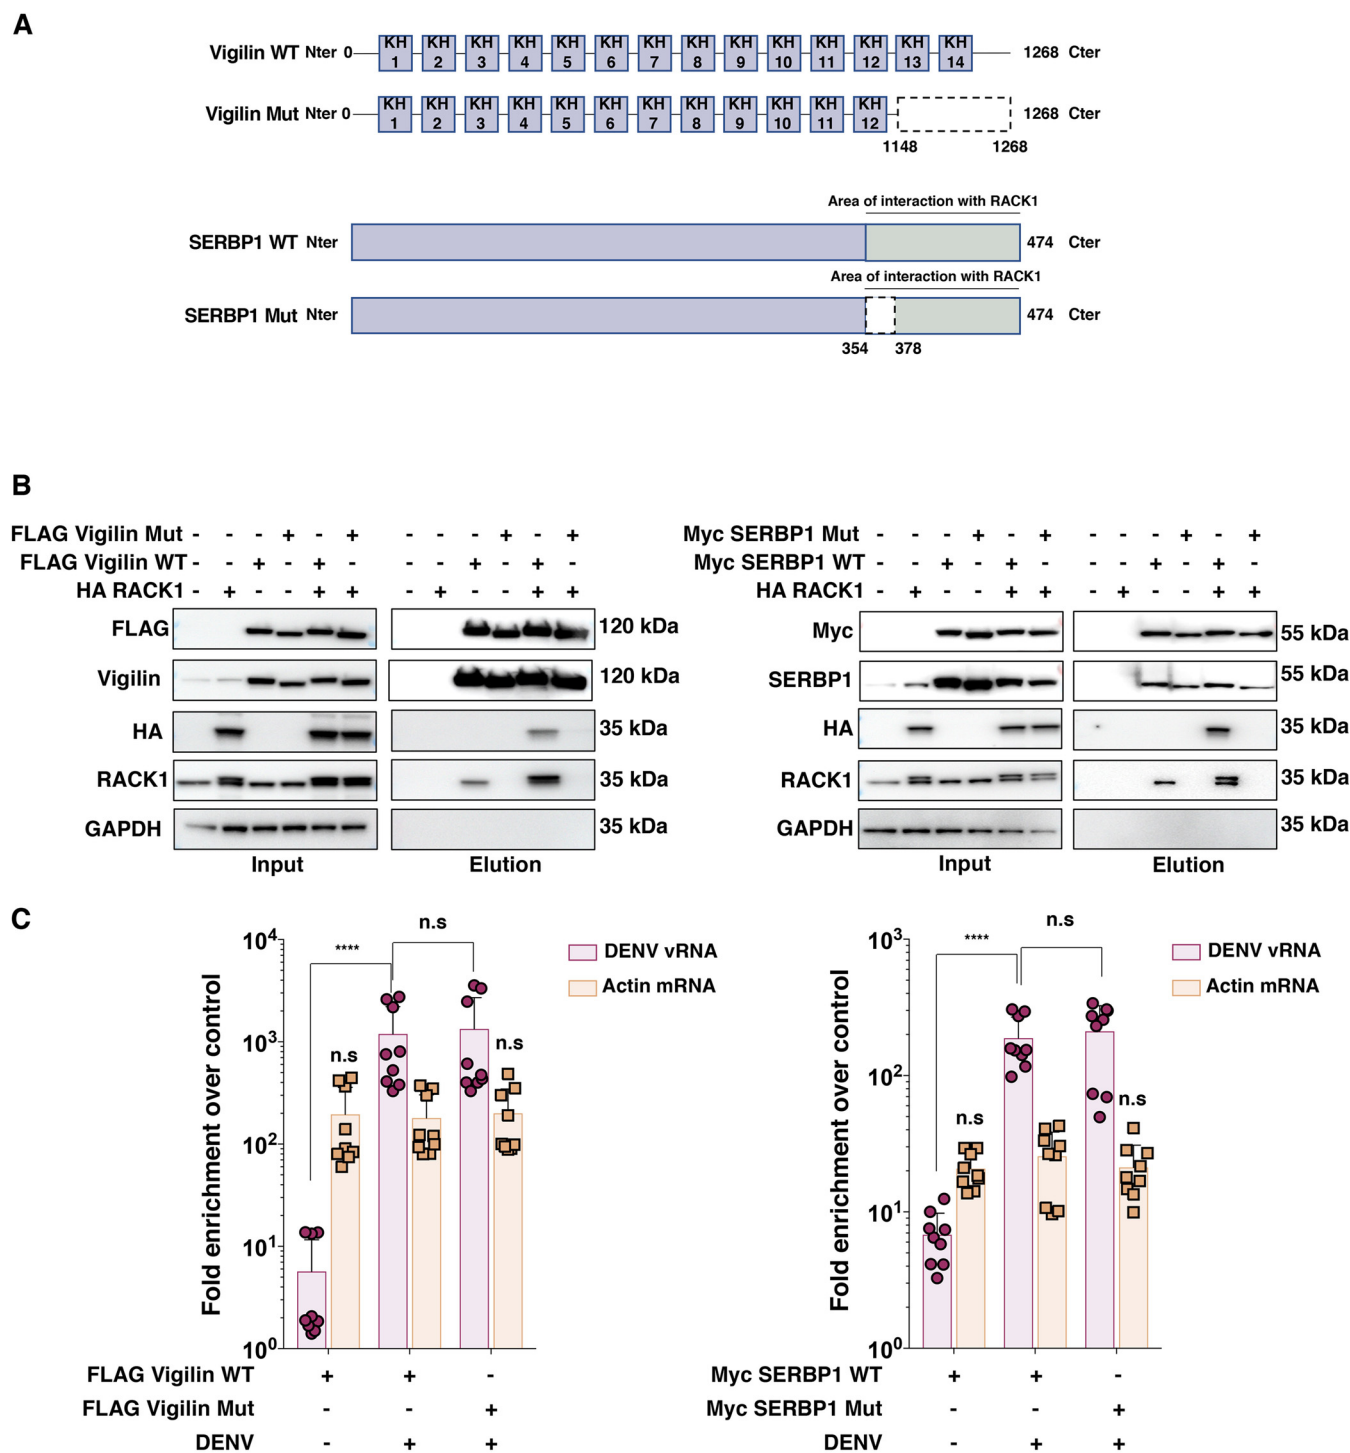 A
Vigilin WT Nter 0 KH 1 KH 2 KH 3 KH 4 KH 5 KH 6 KH 7 KH 8 KH 9 KH 10 KH 11 KH 12 KH 13 KH 14 1268 Cter
Vigilin Mut Nter 0 KH 1 KH 2 KH 3 KH 4 KH 5 KH 6 KH 7 KH 8 KH 9 KH 10 KH 11 KH 12 1268 Cter
1148 1268
Area of interaction with RACK1
SERBP1 WT Nter 474 Cter
Area of interaction with RACK1
SERBP1 Mut Nter 474 Cter
354 378
B
FLAG Vigilin Mut - - - + - + - - - + - +
FLAG Vigilin WT - - + - + - - - + - + -
HA RACK1 - + - - + + - + - - + +
FLAG 120 kDa
Vigilin 120 kDa
HA 35 kDa
RACK1 35 kDa
GAPDH 35 kDa
Input Elution
Myc SERBP1 Mut - - - + - + - - - + - +
Myc SERBP1 WT - - + - + - - - + - + -
HA RACK1 - + - - + + - + - - + +
Myc 55 kDa
SERBP1 55 kDa
HA 35 kDa
RACK1 35 kDa
GAPDH 35 kDa
Input Elution
C
Fold enrichment over control
10⁴
10³
10²
10¹
10⁰
****
n.s
n.s
n.s
DENV vRNA
Actin mRNA
FLAG Vigilin WT + + -
FLAG Vigilin Mut - - +
DENV - + +
Fold enrichment over control
10³
10²
10¹
10⁰
****
n.s
n.s
n.s
DENV vRNA
Actin mRNA
Myc SERBP1 WT + + -
Myc SERBP1 Mut - - +
DENV - + +